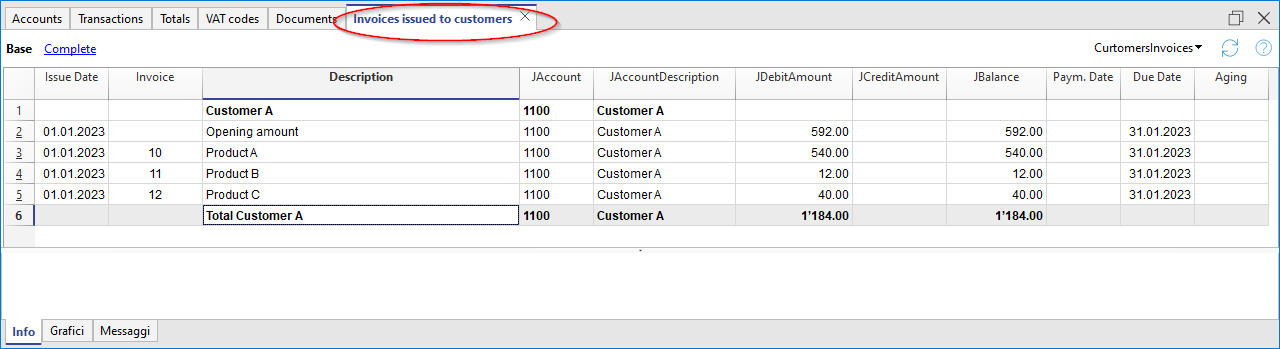 Accounts Transactions Totals VAT codes Documents Invoices issued to customers
Base Complete CurtomersInvoices
Issue Date Invoice Description JAccount JAccountDescription JDebitAmount JCreditAmount JBalance Paym. Date Due Date Aging
1 Customer A 1100 Customer A
2 01.01.2023 Opening amount 1100 Customer A 592.00 592.00 31.01.2023
3 01.01.2023 10 Product A 1100 Customer A 540.00 540.00 31.01.2023
4 01.01.2023 11 Product B 1100 Customer A 12.00 12.00 31.01.2023
5 01.01.2023 12 Product C 1100 Customer A 40.00 40.00 31.01.2023
6 Total Customer A 1100 Customer A 1'184.00 1'184.00
Info Grafici Messaggi